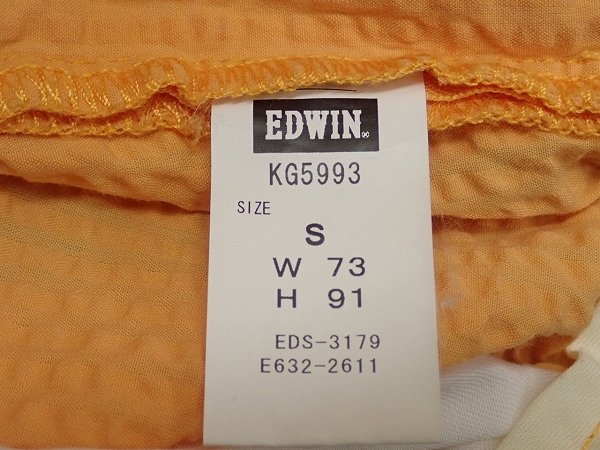 EDWIN®
KG5993
SIZE
S
W 73
H 91
EDS-3179
E632-2611